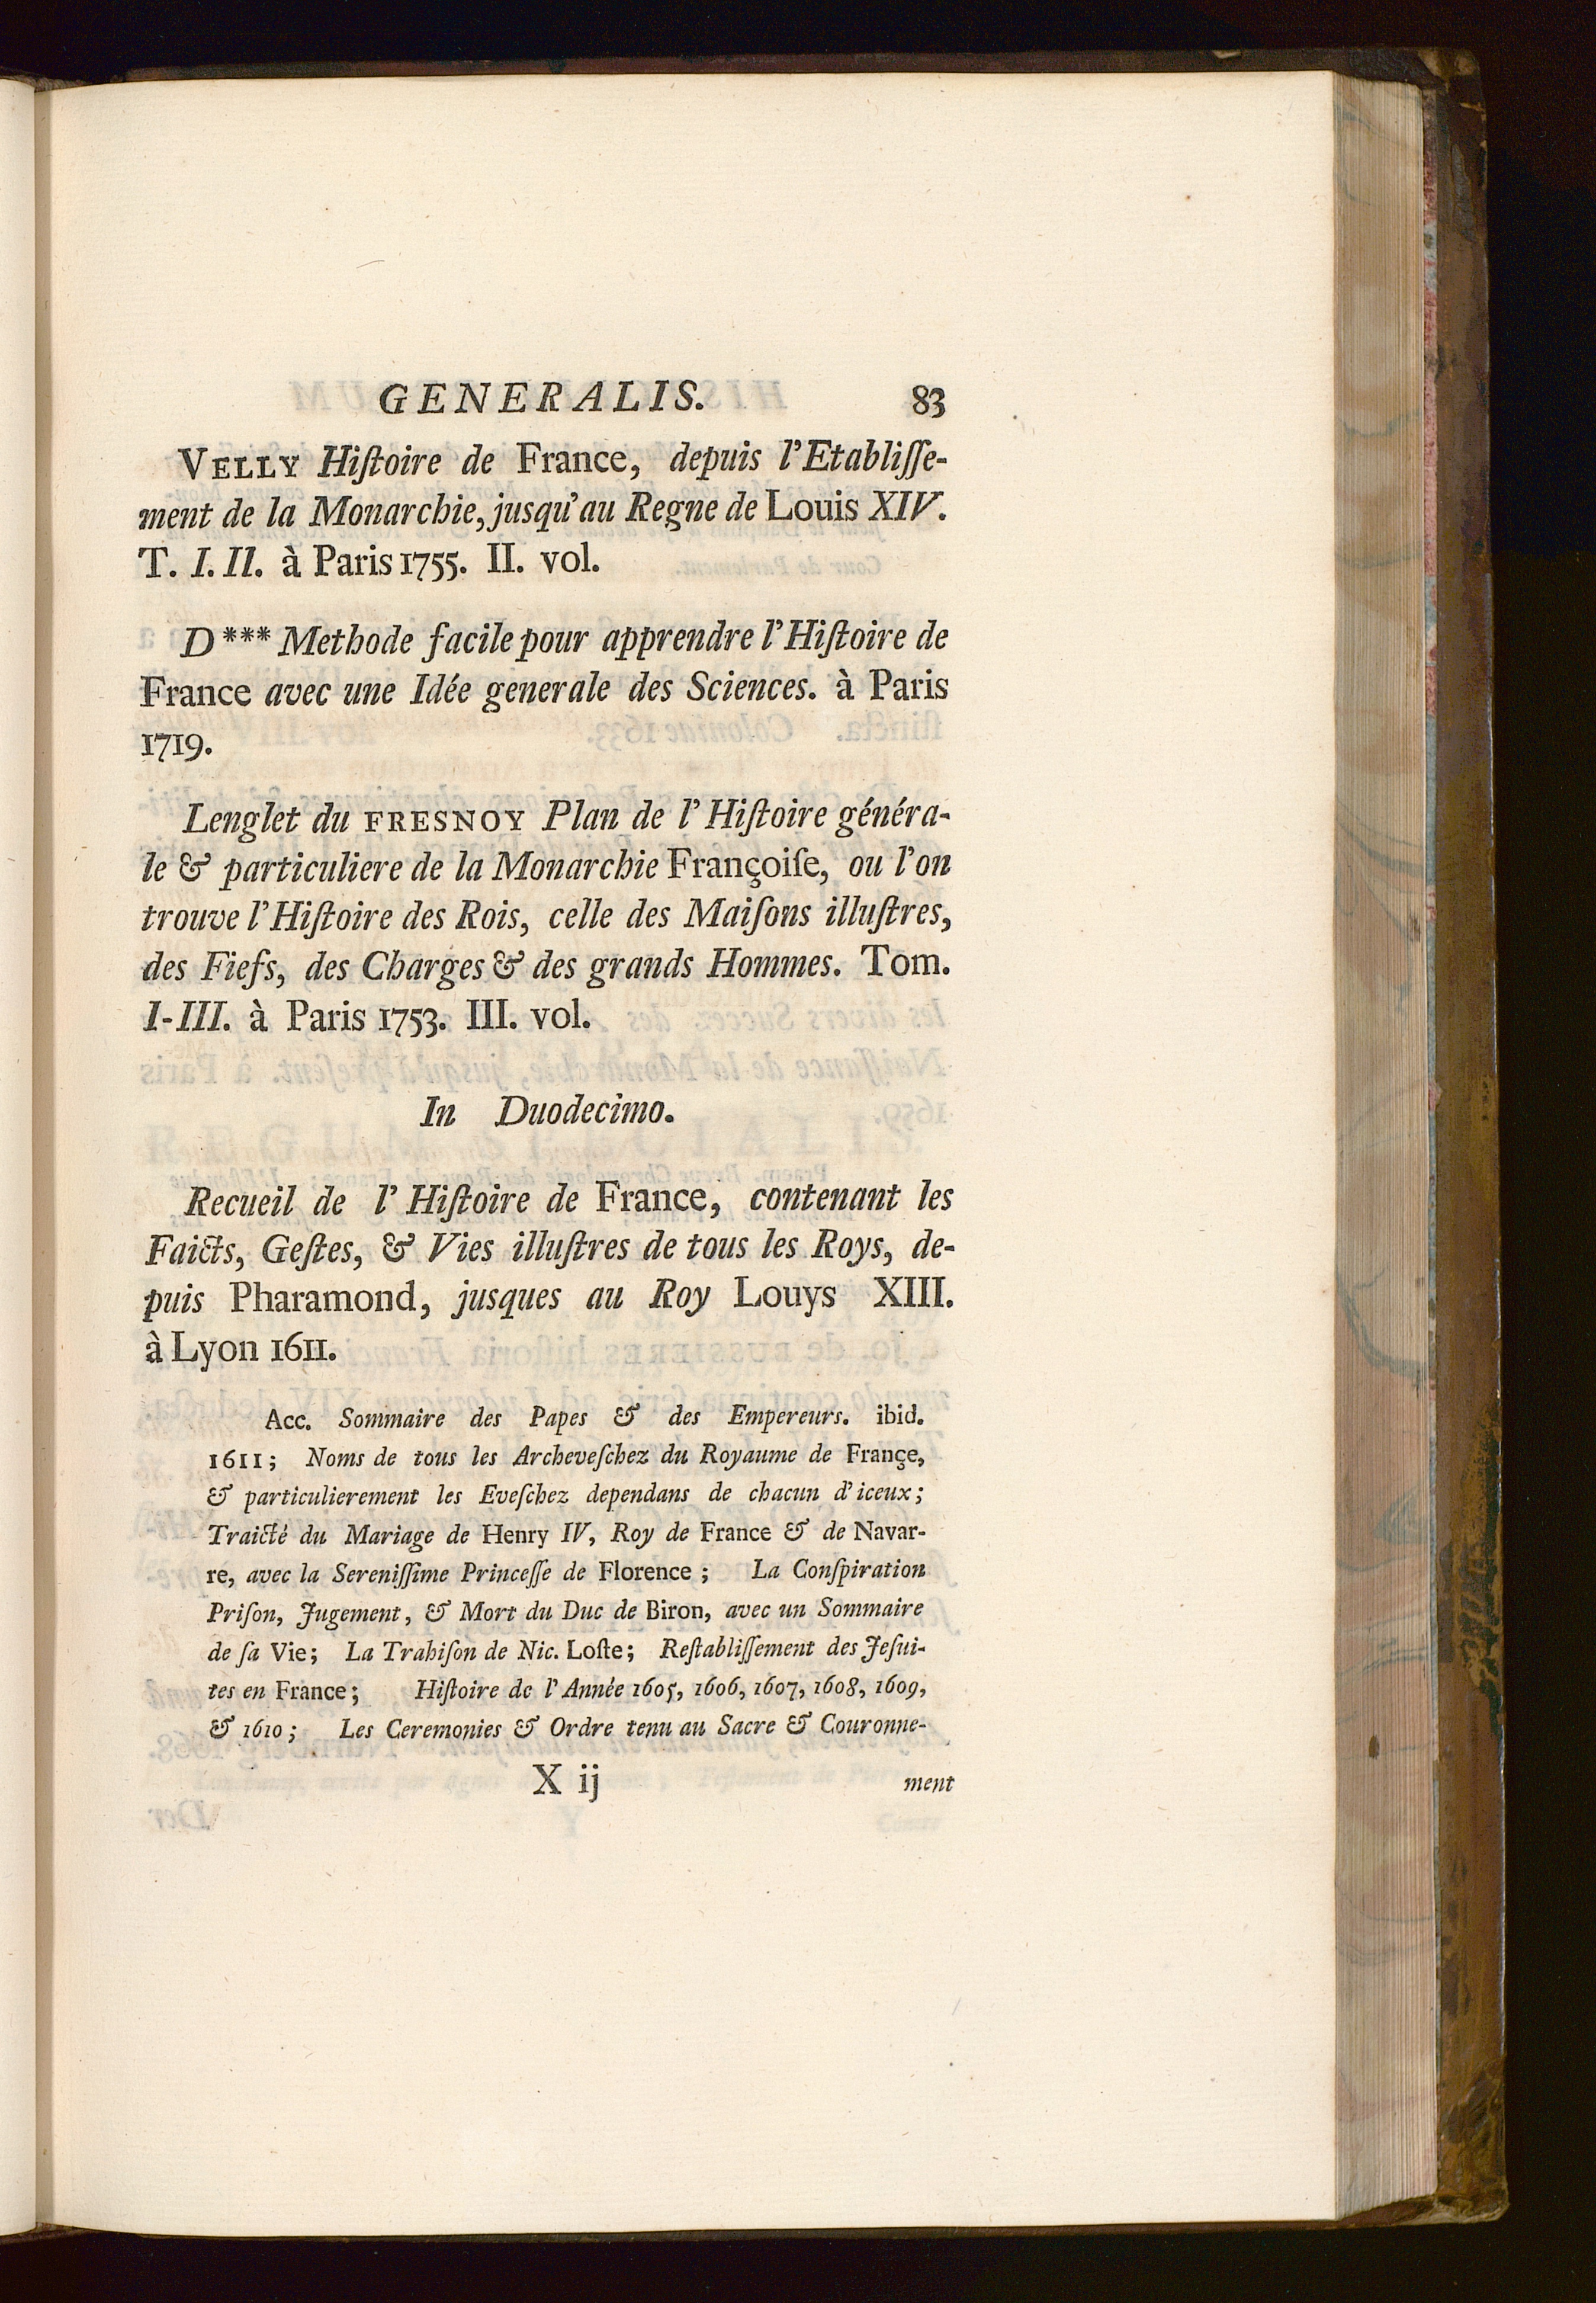 GENERALIS. 83
VELLY Hiſtoire de France, depuis l'Etabliſſe-
ment de la Monarchie, jusqu'au Regne de Louis XIV.
T. I. II. à Paris 1755. II. vol.
D*** Methode facile pour apprendre l'Hiſtoire de
France avec une Idée generale des Sciences. à Paris
1719.
Lenglet du FRESNOY Plan de l'Hiſtoire généra-
le & particuliere de la Monarchie Françoiſe, ou l'on
trouve l'Hiſtoire des Rois, celle des Maiſons illuſtres,
des Fiefs, des Charges & des grands Hommes. Tom.
I-III. à Paris 1753. III. vol.
In Duodecimo.
Recueil de l'Hiſtoire de France, contenant les
Faicts, Geſtes, & Vies illuſtres de tous les Roys, de-
puis Pharamond, jusques au Roy Louys XIII.
à Lyon 1611.
Acc. Sommaire des Papes & des Empereurs. ibid.
1611; Noms de tous les Archeveſchez du Royaume de Françe,
& particulierement les Eveſchez dependans de chacun d'iceux;
Traicté du Mariage de Henry IV, Roy de France & de Navar-
re, avec la Sereniſſime Princeſſe de Florence; La Conſpiration
Priſon, Jugement, & Mort du Duc de Biron, avec un Sommaire
de ſa Vie; La Trahiſon de Nic. Loſte; Reſtabliſſement des Jeſui-
tes en France; Hiſtoire de l'Année 1605, 1606, 1607, 1608, 1609,
& 1610; Les Ceremonies & Ordre tenu au Sacre & Couronne-
X ij ment